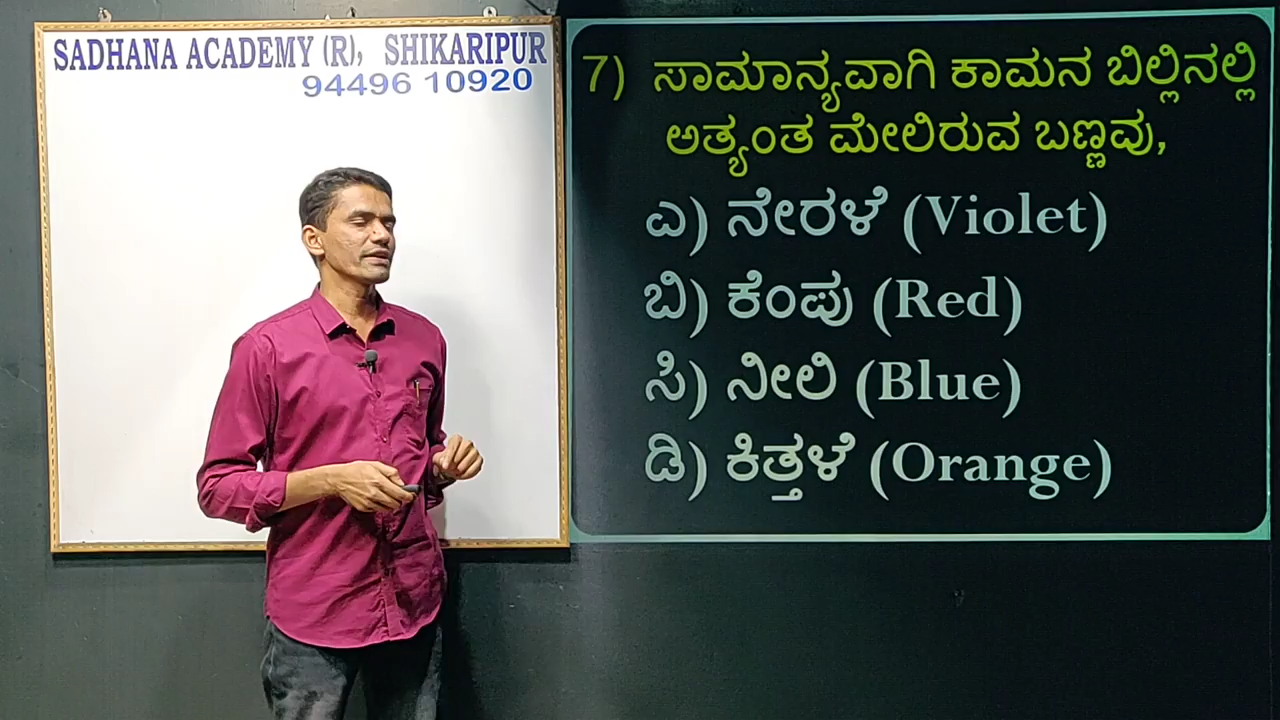 SADHANA ACADEMY (R), SHIKARIPUR
94496 10920
7) ಸಾಮಾನ್ಯವಾಗಿ ಕಾಮನ ಬಿಲ್ಲಿನಲ್ಲಿ
ಅತ್ಯಂತ ಮೇಲಿರುವ ಬಣ್ಣವು,
ಎ) ನೇರಳೆ (Violet)
ಬಿ) ಕೆಂಪು (Red)
ಸಿ) ನೀಲಿ (Blue)
ಡಿ) ಕಿತ್ತಳೆ (Orange)